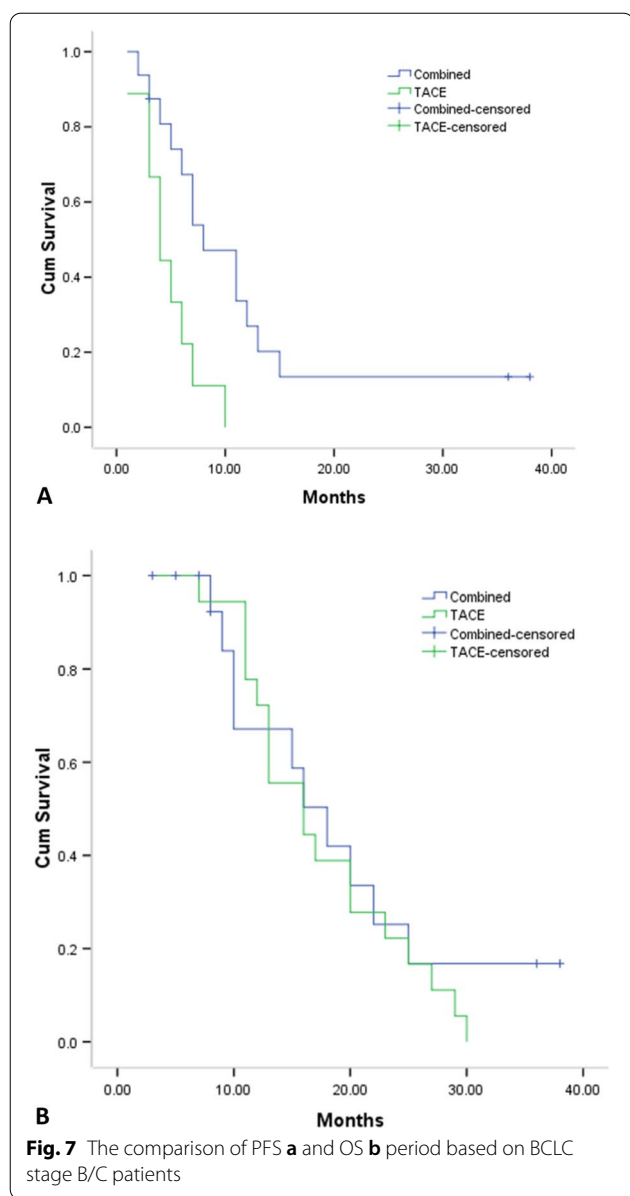 1.0
0.8
0.6
0.4
0.2
0.0
Cum Survival
Combined
TACE
Combined-censored
TACE-censored
0.00 10.00 20.00 30.00 40.00
Months
A
1.0
0.8
0.6
0.4
0.2
0.0
Cum Survival
Combined
TACE
Combined-censored
TACE-censored
0.00 10.00 20.00 30.00 40.00
Months
B
Fig. 7 The comparison of PFS a and OS b period based on BCLC
stage B/C patients